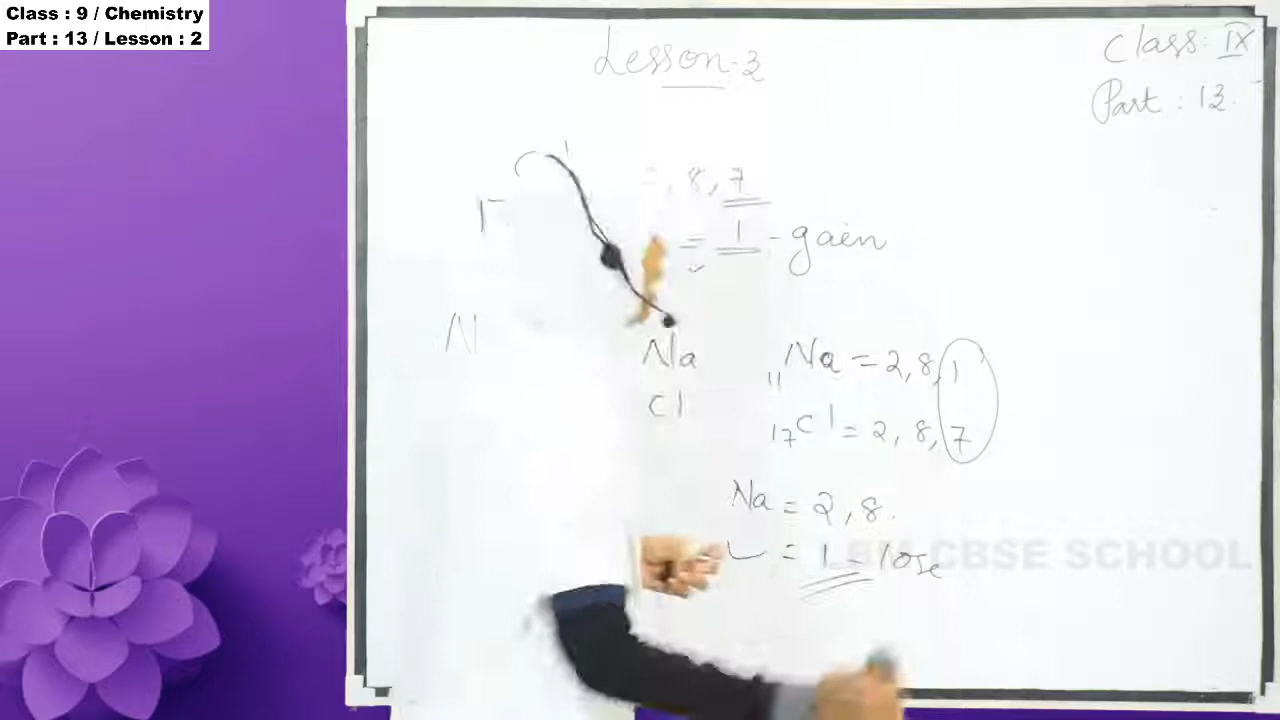 Class : 9 / Chemistry
Part : 13 / Lesson : 2
Lesson-2
Class: IX
Part : 13.
, 8, 7
= 1 - gain
N
Na
Cl
11Na = 2, 8, 1
17Cl = 2, 8, 7
Na = 2, 8.
= 1 - lose
CBSE SCHOOL